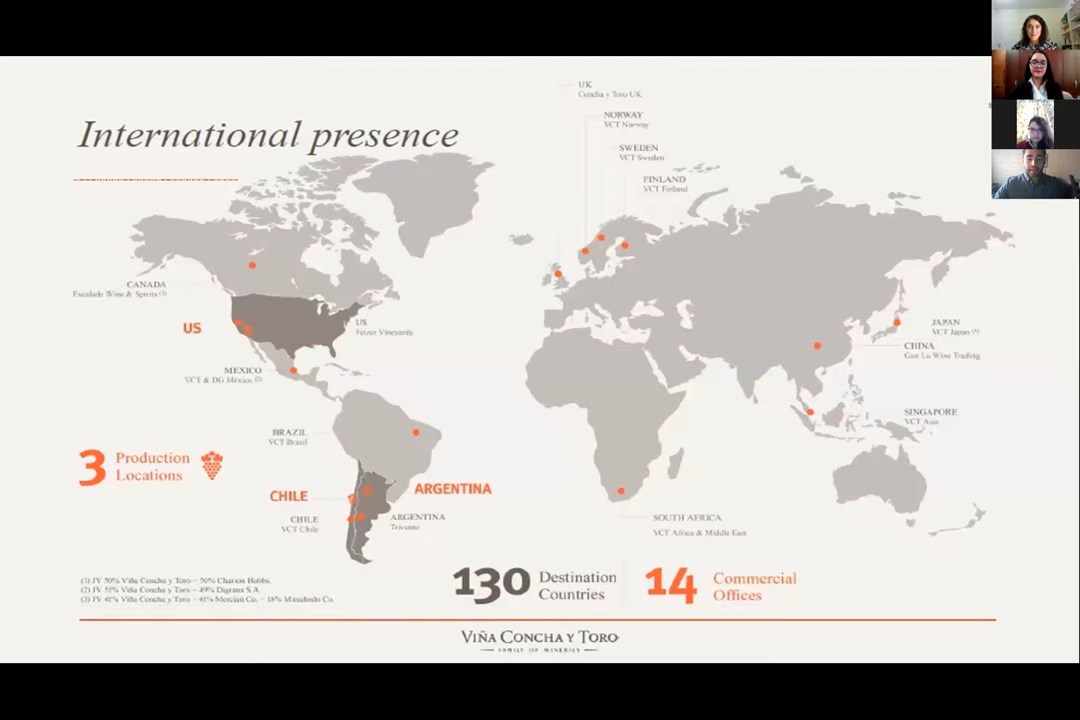 International presence
UK
Concha y Toro UK
NORWAY
VCT Norway
SWEDEN
VCT Sweden
FINLAND
VCT Finland
CANADA
Escalade Wine & Spirits (1)
US
US
Fetzer Vineyards
MEXICO
VCT & DG México (2)
JAPAN
VCT Japan (3)
CHINA
Gan Lu Wine Trading
BRAZIL
VCT Brasil
SINGAPORE
VCT Asia
3 Production
Locations
CHILE
ARGENTINA
CHILE
VCT Chile
ARGENTINA
Trivento
SOUTH AFRICA
VCT Africa & Middle East
(1) JV 50% Viña Concha y Toro – 50% Charton Hobbs.
(2) JV 51% Viña Concha y Toro – 49% Digrans S.A.
(3) JV 41% Viña Concha y Toro – 41% Mercian Co. – 18% Mitsubishi Co.
130 Destination
Countries
14 Commercial
Offices
VIÑA CONCHA Y TORO
FAMILY OF WINERIES